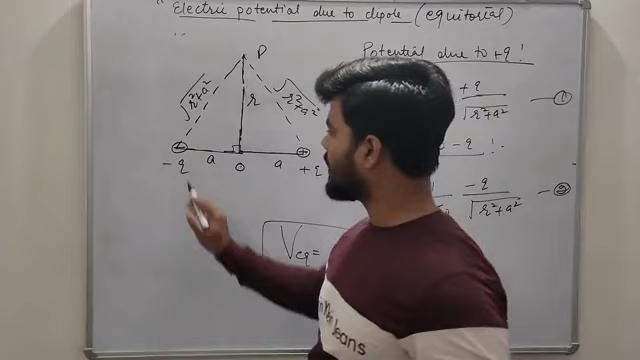 Electric potential due to dipole (equitorial)
P
Potential due to +q !
√r²+a²
r
√r²+a²
+q
√r²+a²
— ①
- q !
- q
a
O
a
+q
-q
√r²+a²
— ②
Veq =
Jeans